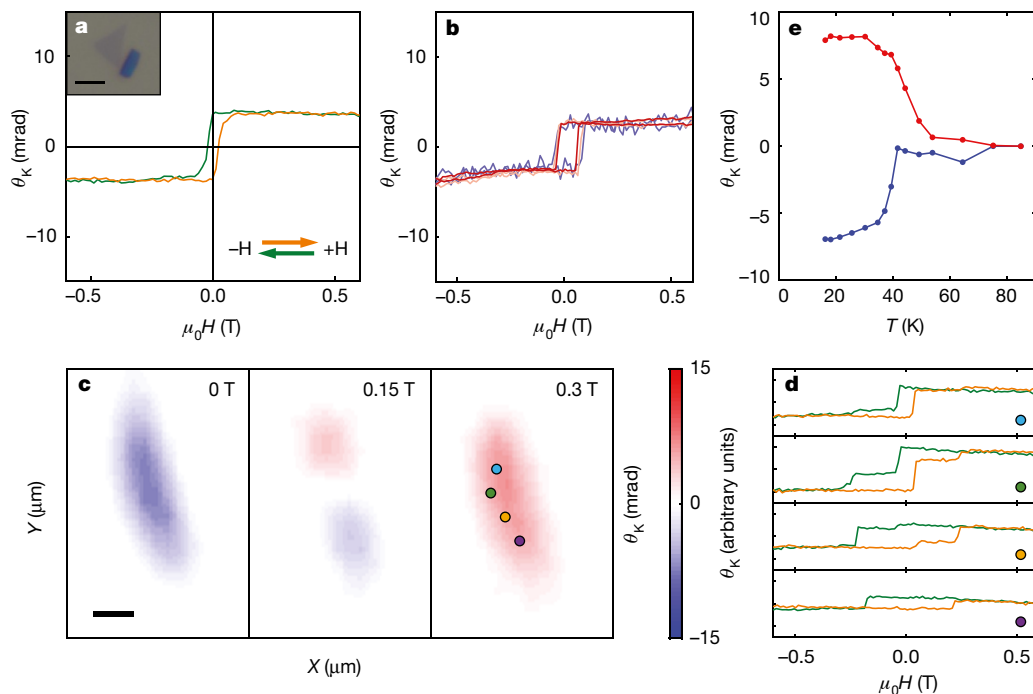 a
15
10
0
−10
θK (mrad)
−0.5
0.0
0.5
μ0H (T)
−H
+H
b
10
0
−10
θK (mrad)
−0.5
0.0
0.5
μ0H (T)
e
10
5
0
−5
−10
θK (mrad)
0
20
40
60
80
T (K)
c
0 T
0.15 T
0.3 T
Y (μm)
X (μm)
15
0
−15
θK (mrad)
d
θK (arbitrary units)
−0.5
0.0
0.5
μ0H (T)